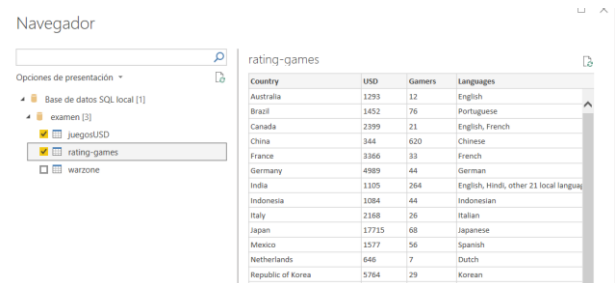 Navegador
Opciones de presentación
Base de datos SQL local [1]
examen [3]
juegosUSD
rating-games
warzone
rating-games
Country USD Gamers Languages
Australia 1293 12 English
Brazil 1452 76 Portuguese
Canada 2399 21 English, French
China 344 620 Chinese
France 3366 33 French
Germany 4989 44 German
India 1105 264 English, Hindi, other 21 local languag
Indonesia 1084 44 Indonesian
Italy 2168 26 Italian
Japan 17715 68 Japanese
Mexico 1577 56 Spanish
Netherlands 646 7 Dutch
Republic of Korea 5764 29 Korean